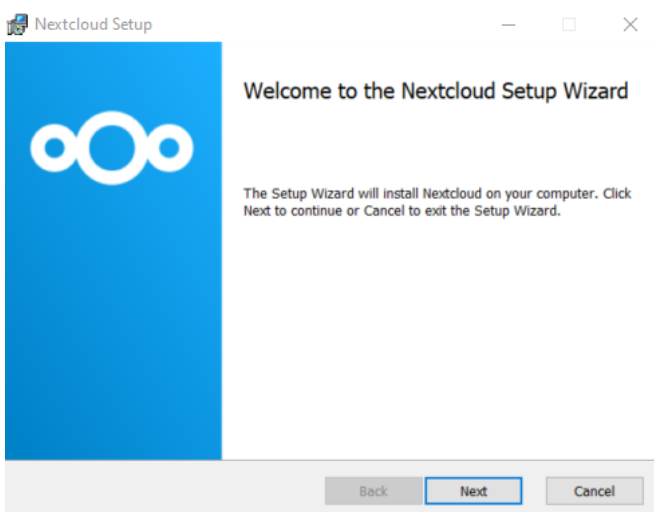 Nextcloud Setup
Welcome to the Nextcloud Setup Wizard
The Setup Wizard will install Nextcloud on your computer. Click
Next to continue or Cancel to exit the Setup Wizard.
Back
Next
Cancel